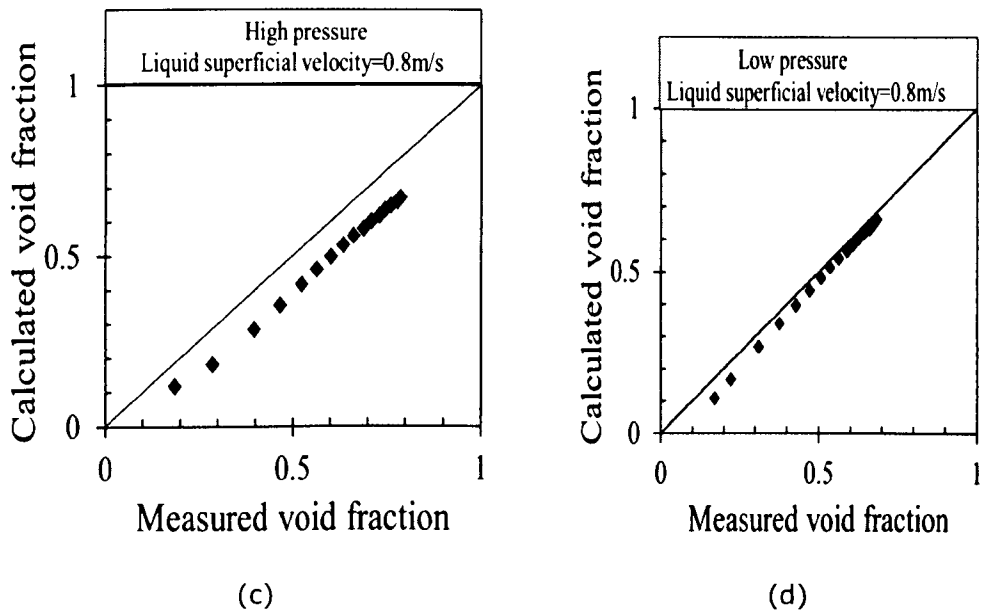 High pressure
Liquid superficial velocity=0.8m/s
1
0.5
0
Calculated void fraction
0
0.5
1
Measured void fraction
(c)
Low pressure
Liquid superficial velocity=0.8m/s
1
0.5
0
Calculated void fraction
0
0.5
1
Measured void fraction
(d)